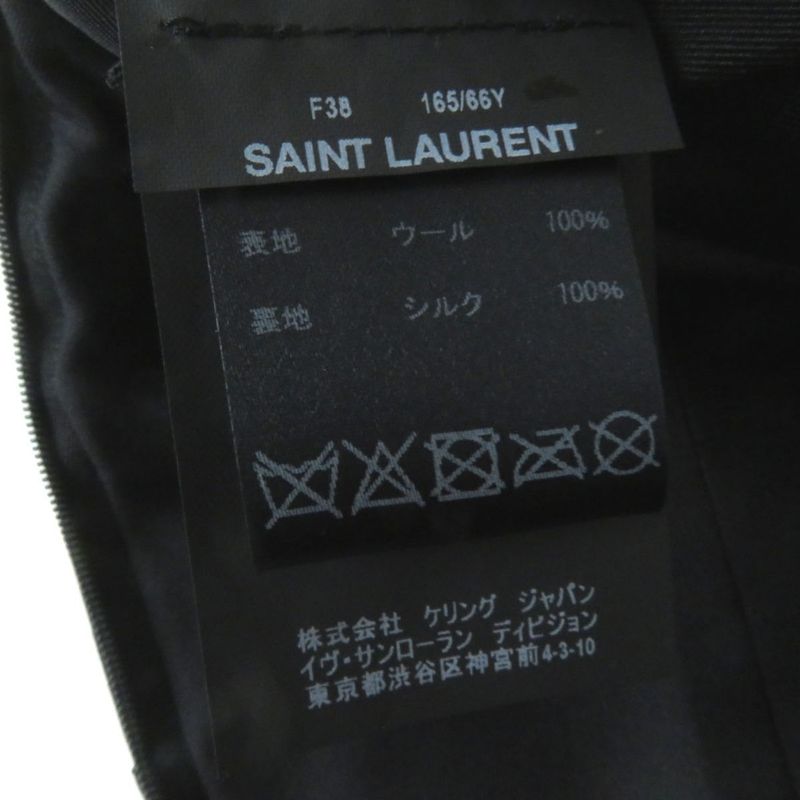 F38 165/66Y
SAINT LAURENT
表地 ウール 100%
裏地 シルク 100%
株式会社 ケリング ジャパン
イヴ・サンローラン ディビジョン
東京都渋谷区神宮前4-3-10